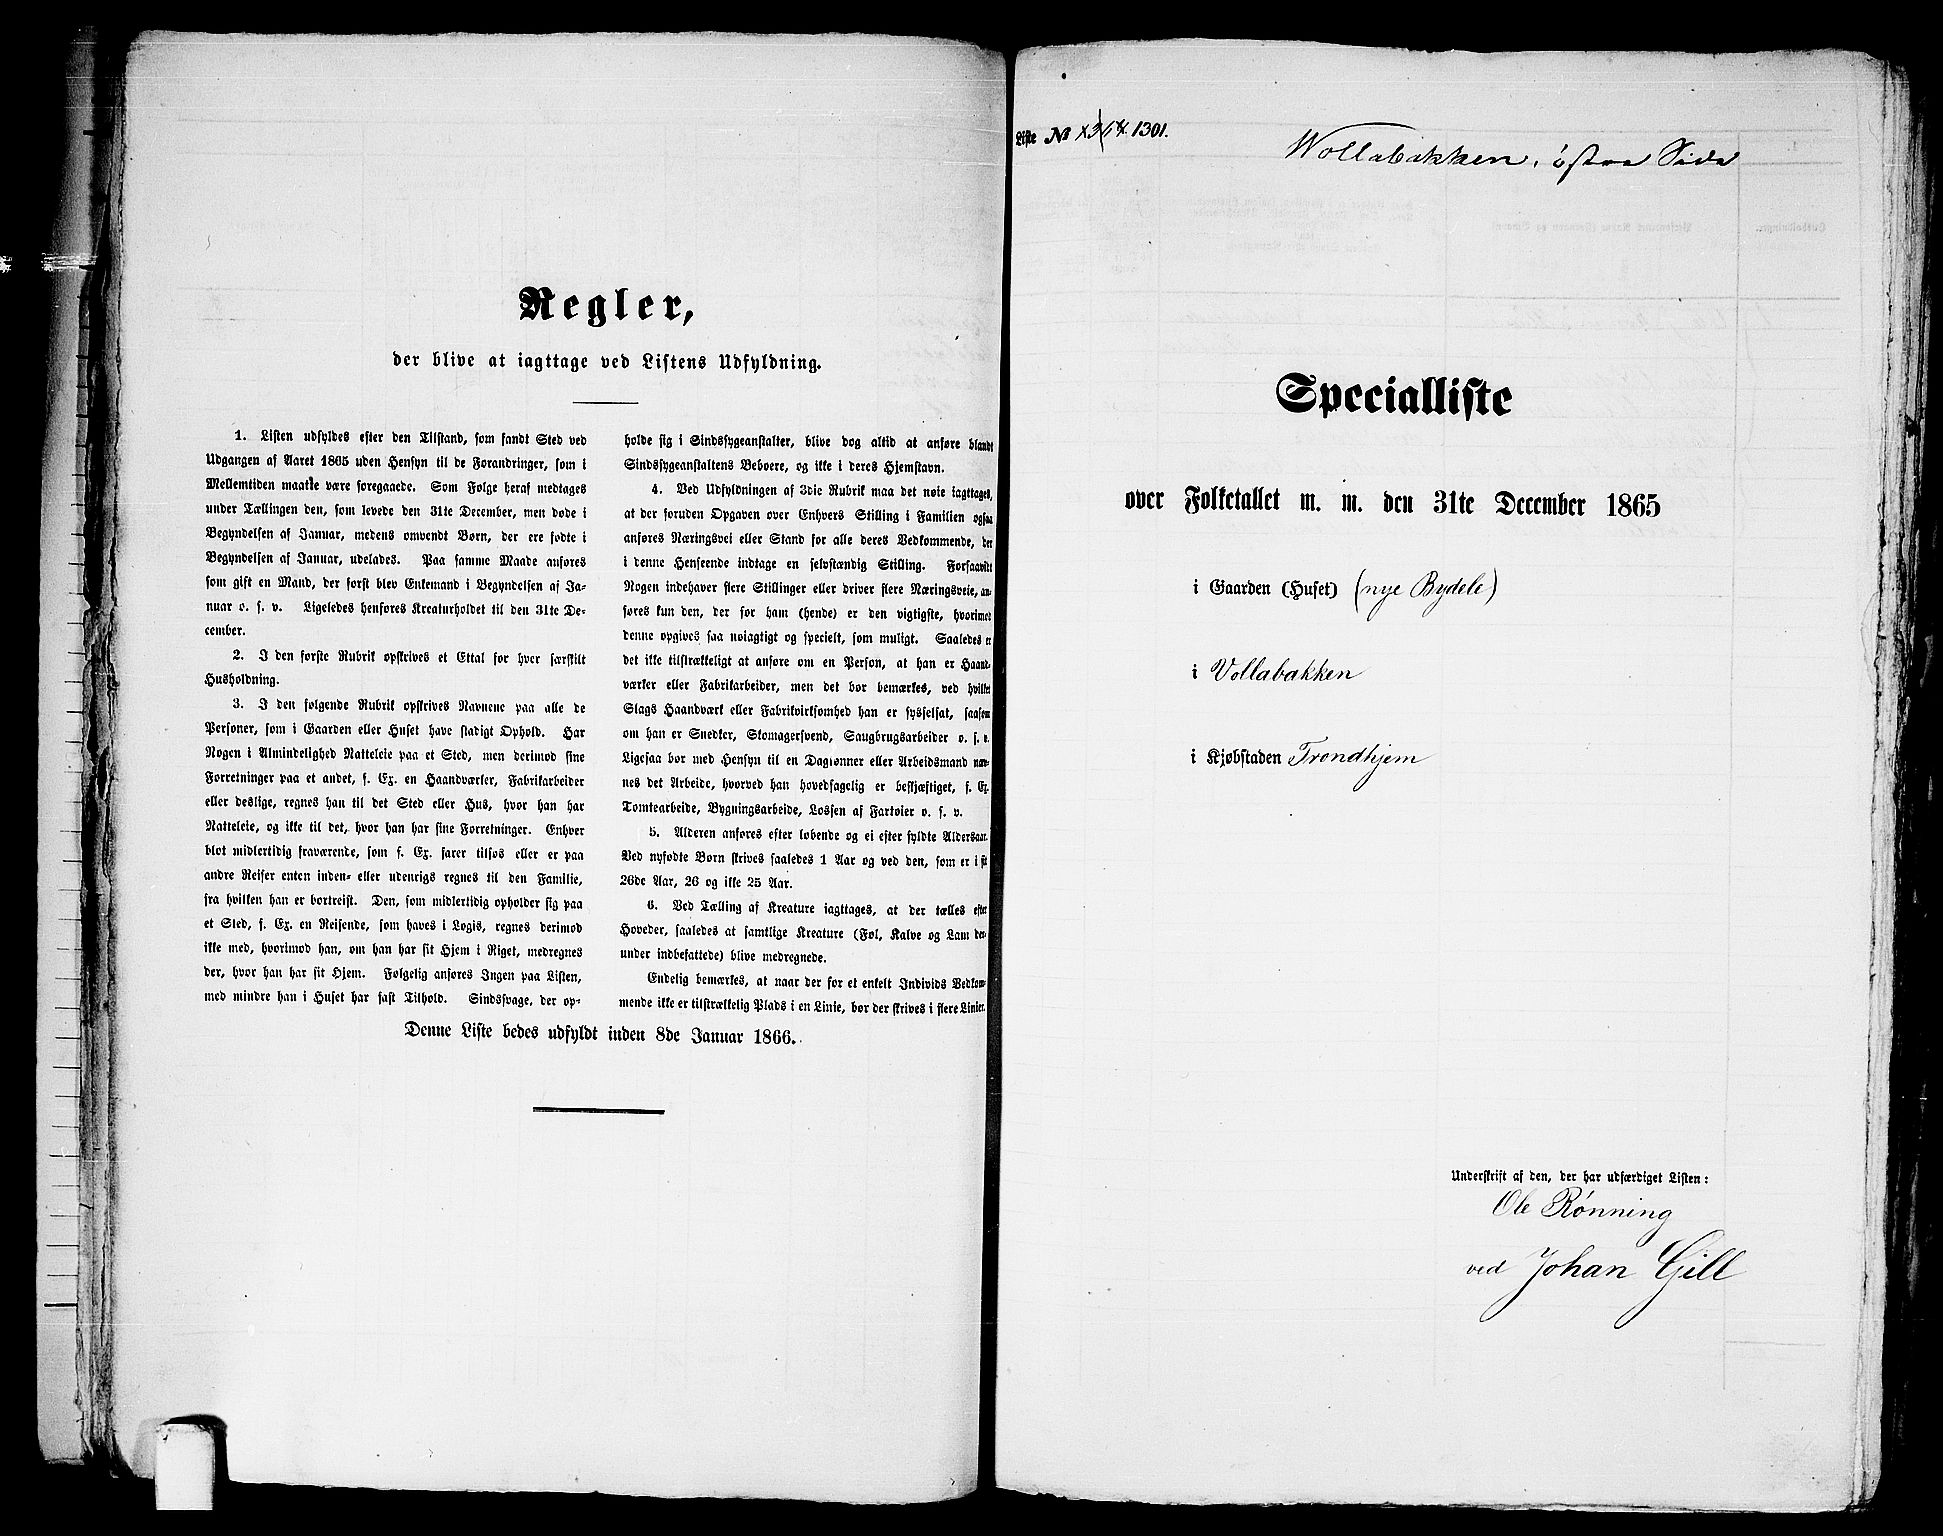 Regler,
der blive at iagttage ved Listens Udfyldning.
1. Listen udfyldes efter den Tilstand, som fandt Sted ved
Udgangen af Aaret 1865 uden Hensyn til de Forandringer, som i
Mellemtiden maatte være foregaaede. Som Følge heraf medtages
under Tællingen den, som levede den 31te December, men døde i
Begyndelsen af Januar, medens omvendt Børn, der ere fødte i
Begyndelsen af Januar, udelades. Paa samme Maade anføres
som gift en Mand, der først blev Enkemand i Begyndelsen af Ja-
nuar o. s. v. Ligeledes henføres Kreaturholdet til den 31te De-
cember.
2. I den første Rubrik opskrives et Ettal for hver særskilt
Husholdning.
3. I den følgende Rubrik opskrives Navnene paa alle de
Personer, som i Gaarden eller Huset have stadigt Ophold. Har
Nogen i Almindelighed Natteleie paa et Sted, men derimod sine
Forretninger paa et andet, f. Ex. en Haandværker, Fabrikarbeider
eller deslige, regnes han til det Sted eller Hus, hvor han har
Natteleie, og ikke til det, hvor han har sine Forretninger. Enhver
blot midlertidig fraværende, som f. Ex. farer tilsøs eller er paa
andre Reiser enten inden- eller udenrigs regnes til den Familie,
fra hvilken han er bortreist. Den, som midlertidig opholder sig paa
et Sted, f. Ex. en Reisende, som haves i Logis, regnes derimod
ikke med, hvorimod han, om han har sit Hjem i Riget, medregnes
der, hvor han har sit Hjem. Følgelig anføres Ingen paa Listen,
med mindre han i Huset har fast Tilhold. Sindssvage, der op-
holde sig i Sindssygeanstalter, blive dog altid at anføre blandt
Sindssygeanstaltens Beboere, og ikke i deres Hjemstavn.
4. Ved Udfyldningen af 3die Rubrik maa det nøie iagttages,
at der foruden Opgaven over Enhvers Stilling i Familien ogsaa
anføres Næringsvei eller Stand for alle deres Vedkommende, der
i denne Henseende indtage en selvstændig Stilling. Forsaavidt
Nogen indehaver flere Stillinger eller driver flere Næringsveie, an-
føres kun den, der for ham (hende) er den vigtigste, hvorimod
denne opgives saa nøiagtigt og specielt, som muligt. Saaledes er
det ikke tilstrækkeligt at anføre om en Person, at han er Haand-
værker eller Fabrikarbeider, men det bør bemærkes, ved hvilket
Slags Haandværk eller Fabrikvirksomhed han er sysselsat, saasom
om han er Snedker, Skomagersvend, Saugbrugsarbeider o. s. v.
Ligesaa bør med Hensyn til en Daglønner eller Arbeidsmand næv-
nes det Arbeide, hvorved han hovedsagelig er beskjæftiget, f. Ex.
Tomtearbeide, Bygningsarbeide, Lossen af Fartøier o. s. v.
5. Alderen anføres efter løbende og ei efter fyldte Aldersaar.
Ved nyfødte Børn skrives saaledes 1 Aar og ved den, som er i sit
26de Aar, 26 og ikke 25 Aar.
6. Ved Tælling af Kreature iagttages, at der tælles efter
Hoveder, saaledes at samtlige Kreature (Føl, Kalve og Lam der-
under indbefattede) blive medregnede.
Endelig bemærkes, at naar der for et enkelt Individs Vedkom-
mende ikke er tilstrækkelig Plads i en Linie, bør der skrives i flere Linier.
Denne Liste bedes udfyldt inden 8de Januar 1866.
Liste No 1301.
Wollabakken, østre Side
Specialliste
over Folketallet m. m. den 31te December 1865
i Gaarden (Huset) (nye Bydele)
i Vollabakken
i Kjøbstaden Trondhjem
Underskrift af den, der har udfærdiget Listen:
Ole Rønning
ved Johan Gill